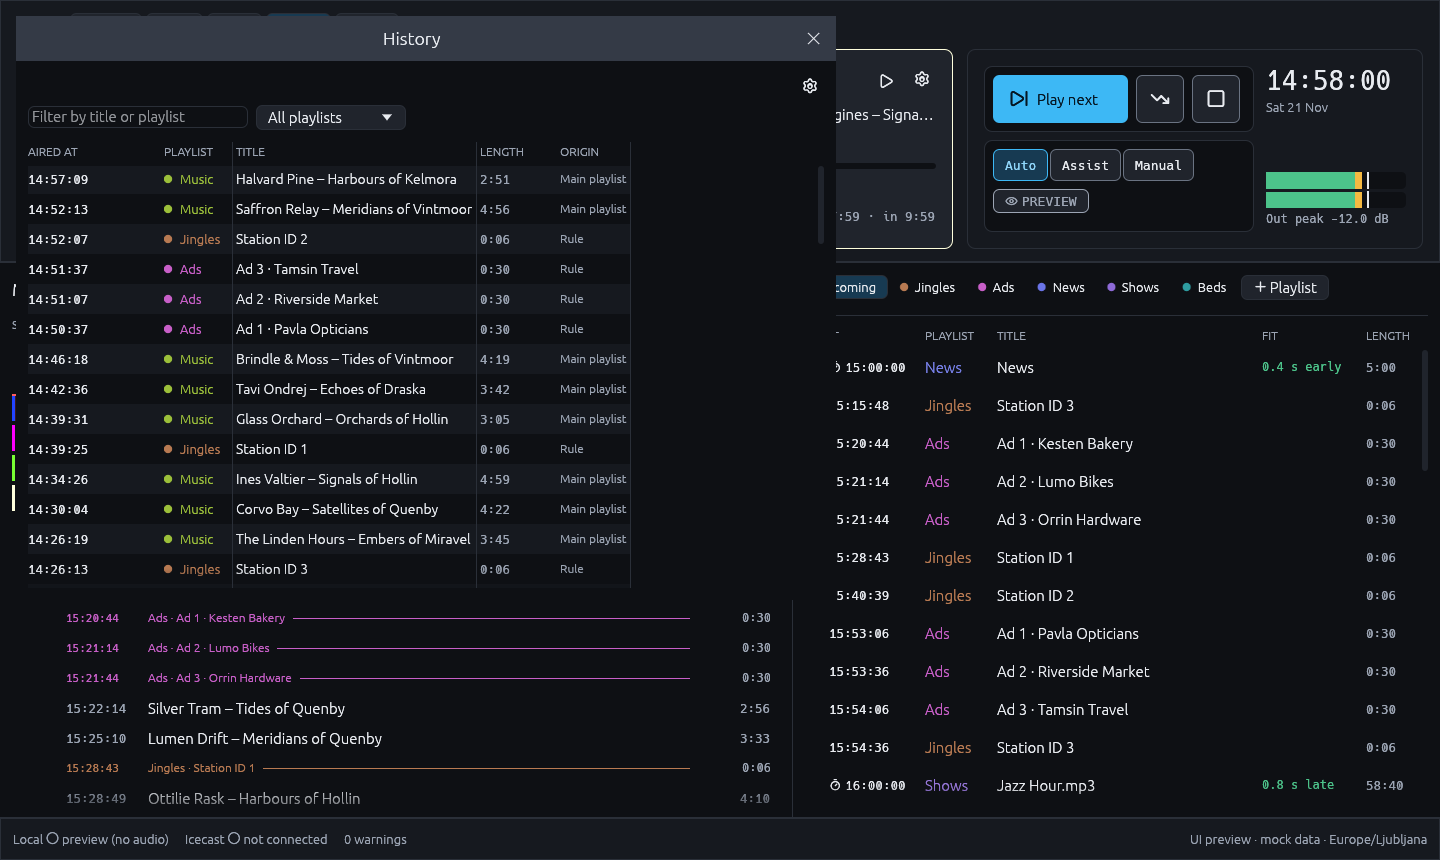 History
Filter by title or playlist
All playlists
AIRED AT PLAYLIST TITLE LENGTH ORIGIN
14:57:09 Music Halvard Pine – Harbours of Kelmora 2:51 Main playlist
14:52:13 Music Saffron Relay – Meridians of Vintmoor 4:56 Main playlist
14:52:07 Jingles Station ID 2 0:06 Rule
14:51:37 Ads Ad 3 · Tamsin Travel 0:30 Rule
14:51:07 Ads Ad 2 · Riverside Market 0:30 Rule
14:50:37 Ads Ad 1 · Pavla Opticians 0:30 Rule
14:46:18 Music Brindle & Moss – Tides of Vintmoor 4:19 Main playlist
14:42:36 Music Tavi Ondrej – Echoes of Draska 3:42 Main playlist
14:39:31 Music Glass Orchard – Orchards of Hollin 3:05 Main playlist
14:39:25 Jingles Station ID 1 0:06 Rule
14:34:26 Music Ines Valtier – Signals of Hollin 4:59 Main playlist
14:30:04 Music Corvo Bay – Satellites of Quenby 4:22 Main playlist
14:26:19 Music The Linden Hours – Embers of Miravel 3:45 Main playlist
14:26:13 Jingles Station ID 3 0:06 Rule
15:20:44 Ads · Ad 1 · Kesten Bakery 0:30
15:21:14 Ads · Ad 2 · Lumo Bikes 0:30
15:21:44 Ads · Ad 3 · Orrin Hardware 0:30
15:22:14 Silver Tram – Tides of Quenby 2:56
15:25:10 Lumen Drift – Meridians of Quenby 3:33
15:28:43 Jingles · Station ID 1 0:06
15:28:49 Ottilie Rask – Harbours of Hollin 4:10
gines – Signa...
:59 · in 9:59
Play next
14:58:00
Sat 21 Nov
Auto Assist Manual
PREVIEW
Out peak -12.0 dB
coming Jingles Ads News Shows Beds + Playlist
PLAYLIST TITLE FIT LENGTH
15:00:00 News News 0.4 s early 5:00
5:15:48 Jingles Station ID 3 0:06
5:20:44 Ads Ad 1 · Kesten Bakery 0:30
5:21:14 Ads Ad 2 · Lumo Bikes 0:30
5:21:44 Ads Ad 3 · Orrin Hardware 0:30
5:28:43 Jingles Station ID 1 0:06
5:40:39 Jingles Station ID 2 0:06
15:53:06 Ads Ad 1 · Pavla Opticians 0:30
15:53:36 Ads Ad 2 · Riverside Market 0:30
15:54:06 Ads Ad 3 · Tamsin Travel 0:30
15:54:36 Jingles Station ID 3 0:06
16:00:00 Shows Jazz Hour.mp3 0.8 s late 58:40
Local preview (no audio) Icecast not connected 0 warnings
UI preview · mock data · Europe/Ljubljana